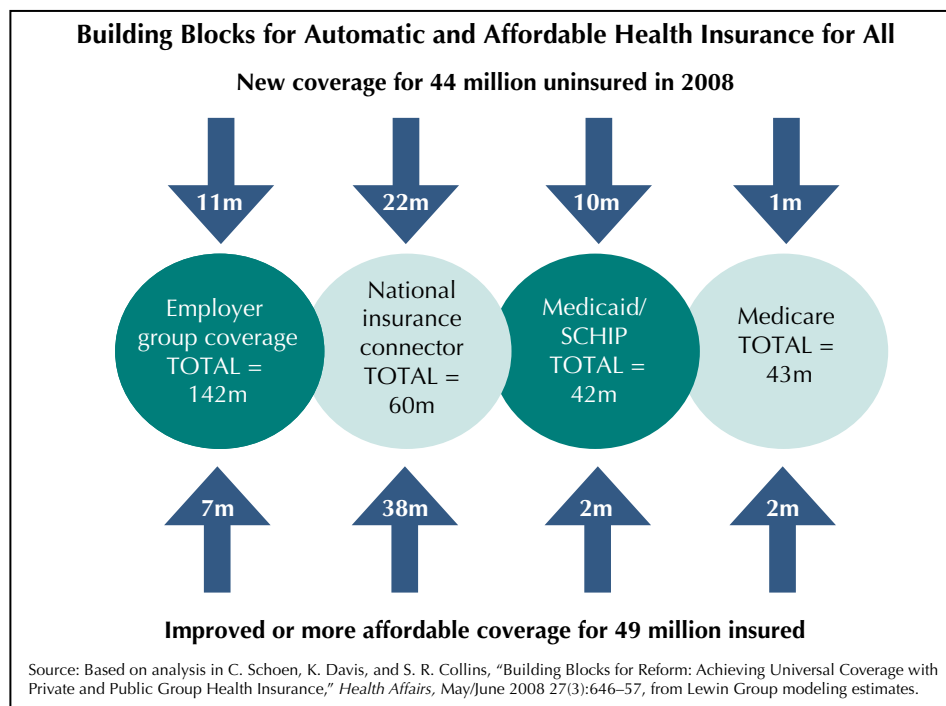 Building Blocks for Automatic and Affordable Health Insurance for All
New coverage for 44 million uninsured in 2008
11m
22m
10m
1m
Employer
group coverage
TOTAL =
142m
National
insurance
connector
TOTAL =
60m
Medicaid/
SCHIP
TOTAL =
42m
Medicare
TOTAL =
43m
7m
38m
2m
2m
Improved or more affordable coverage for 49 million insured
Source: Based on analysis in C. Schoen, K. Davis, and S. R. Collins, “Building Blocks for Reform: Achieving Universal Coverage with
Private and Public Group Health Insurance,” Health Affairs, May/June 2008 27(3):646–57, from Lewin Group modeling estimates.